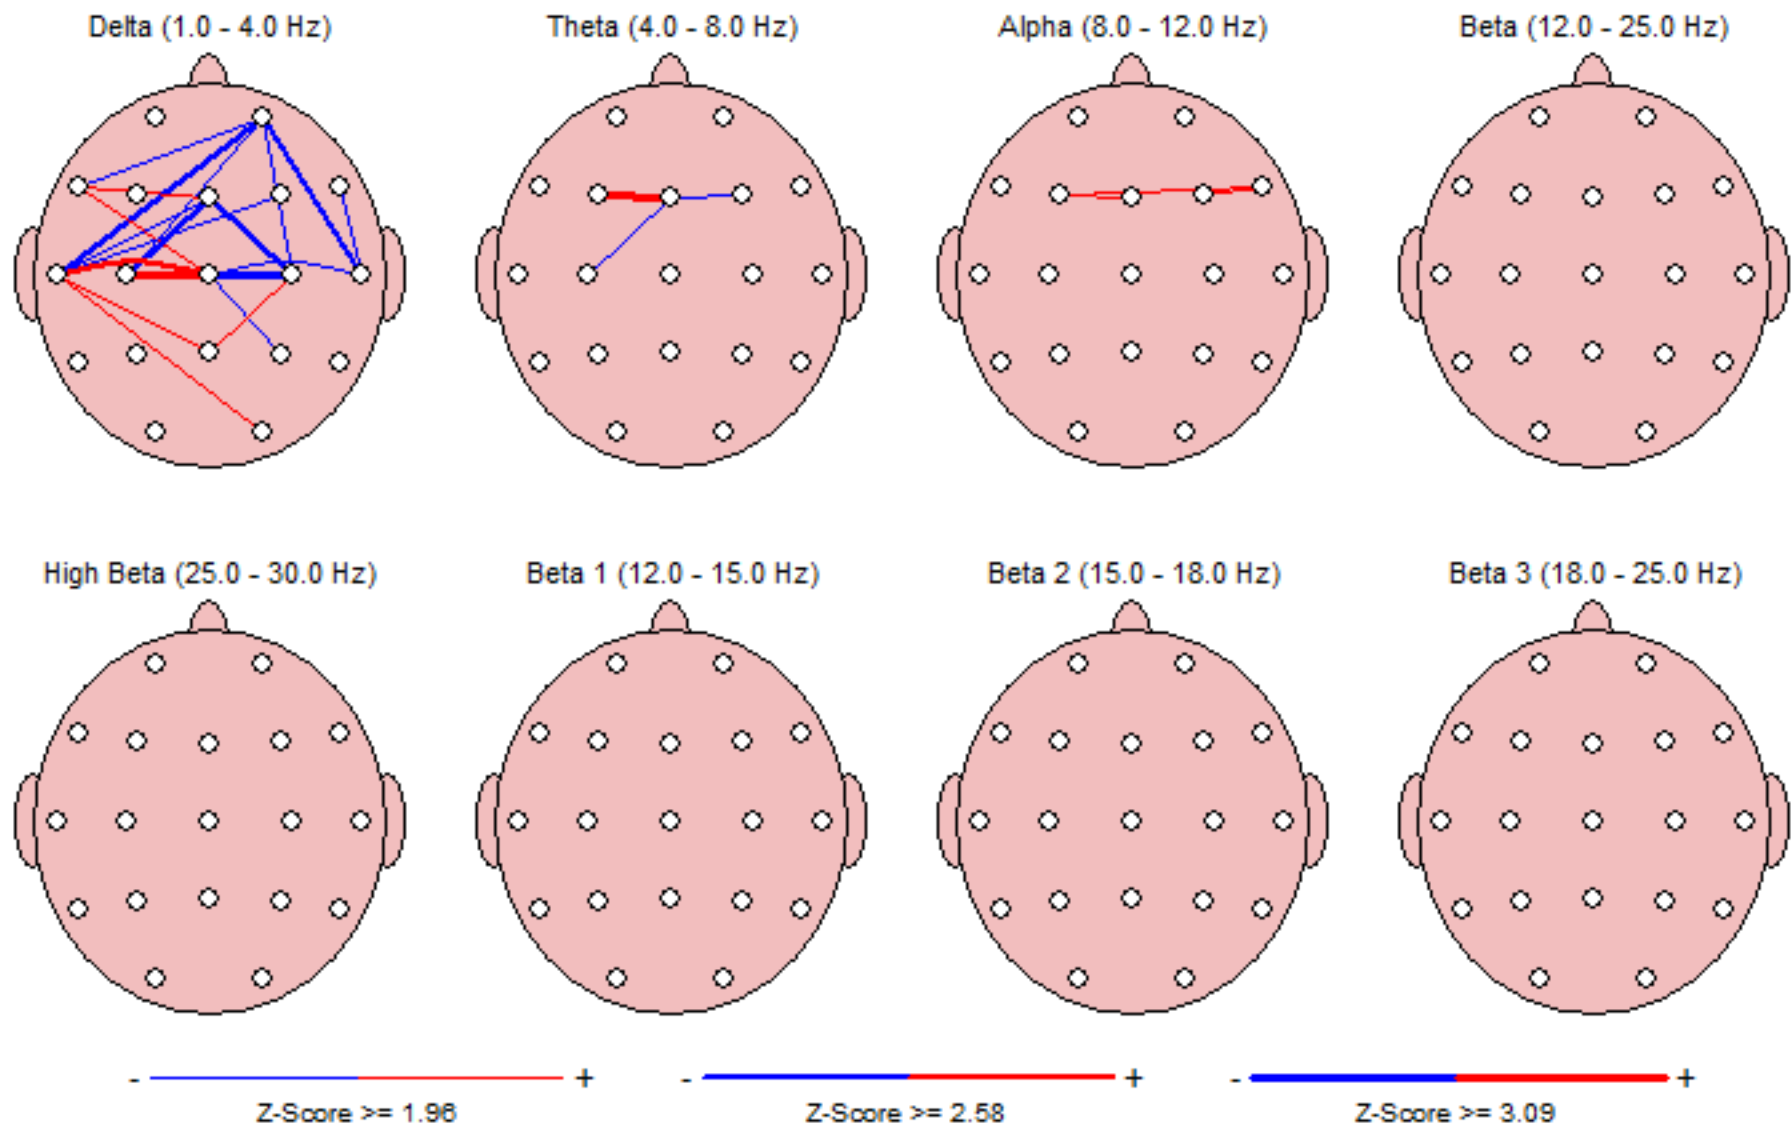 Delta (1.0 - 4.0 Hz)
Theta (4.0 - 8.0 Hz)
Alpha (8.0 - 12.0 Hz)
Beta (12.0 - 25.0 Hz)
High Beta (25.0 - 30.0 Hz)
Beta 1 (12.0 - 15.0 Hz)
Beta 2 (15.0 - 18.0 Hz)
Beta 3 (18.0 - 25.0 Hz)
- +
Z-Score >= 1.96
- +
Z-Score >= 2.58
- +
Z-Score >= 3.09